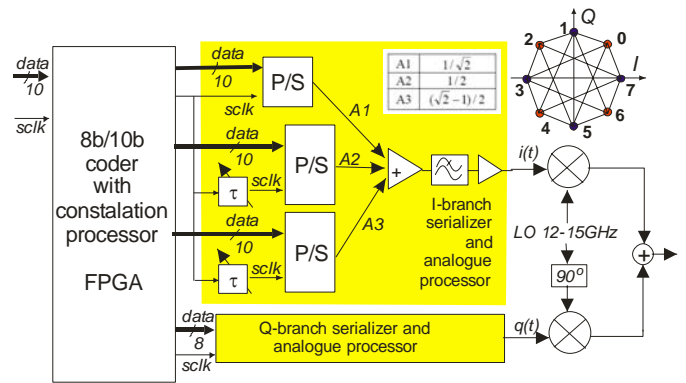 data
10
sclk
8b/10b
coder
with
constalation
processor
FPGA
data
10
sclk
P/S
A1
data
10
τ
sclk
P/S
A2
data
10
τ
sclk
P/S
A3
A1 1/√2
A2 1/2
A3 (√2−1)/2
+
I-branch
serializer
and
analogue
processor
data
8
sclk
Q-branch serializer and
analogue processor
Q
I
0
1
2
3
4
5
6
7
i(t)
LO 12-15GHz
90°
q(t)
+